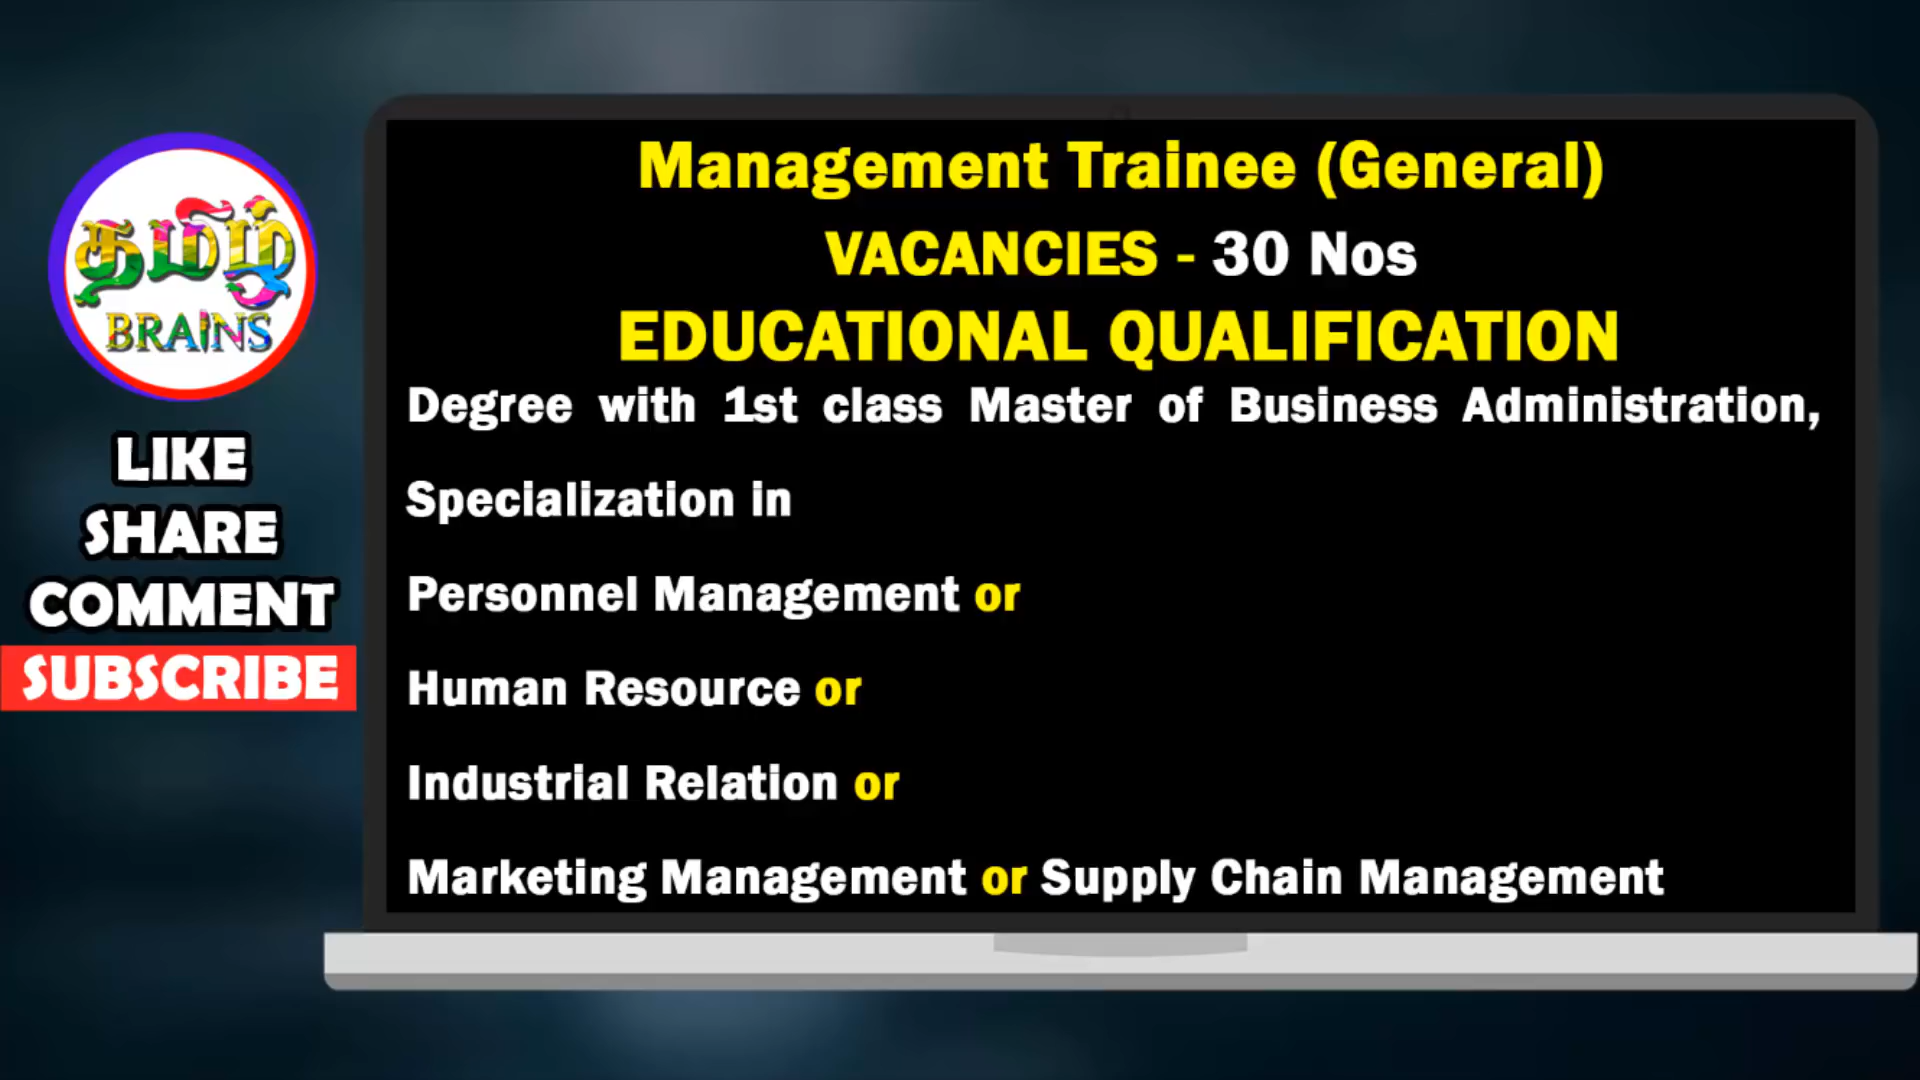 தமிழ்
BRAINS
LIKE
SHARE
COMMENT
SUBSCRIBE
Management Trainee (General)
VACANCIES - 30 Nos
EDUCATIONAL QUALIFICATION
Degree with 1st class Master of Business Administration,
Specialization in
Personnel Management or
Human Resource or
Industrial Relation or
Marketing Management or Supply Chain Management